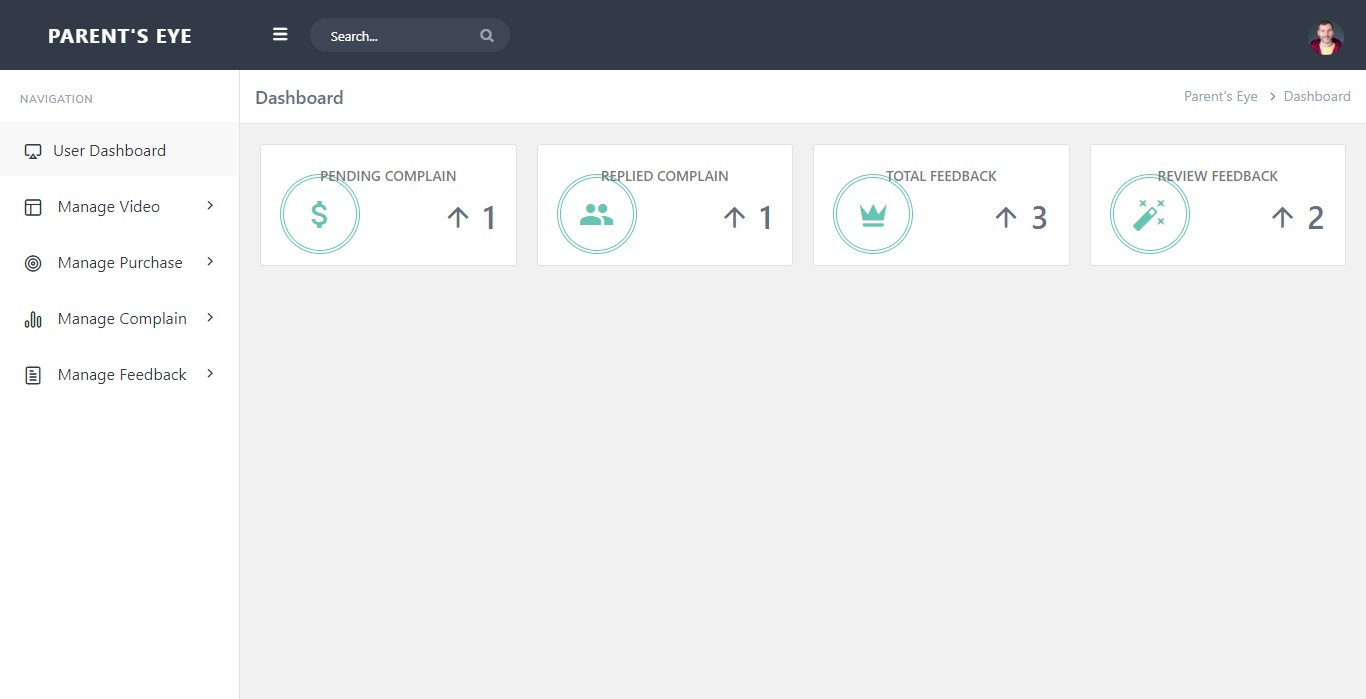 PARENT'S EYE
Search...
NAVIGATION
User Dashboard
Manage Video
Manage Purchase
Manage Complain
Manage Feedback
Dashboard
Parent's Eye > Dashboard
PENDING COMPLAIN
$
↑ 1
REPLIED COMPLAIN
↑ 1
TOTAL FEEDBACK
↑ 3
REVIEW FEEDBACK
↑ 2